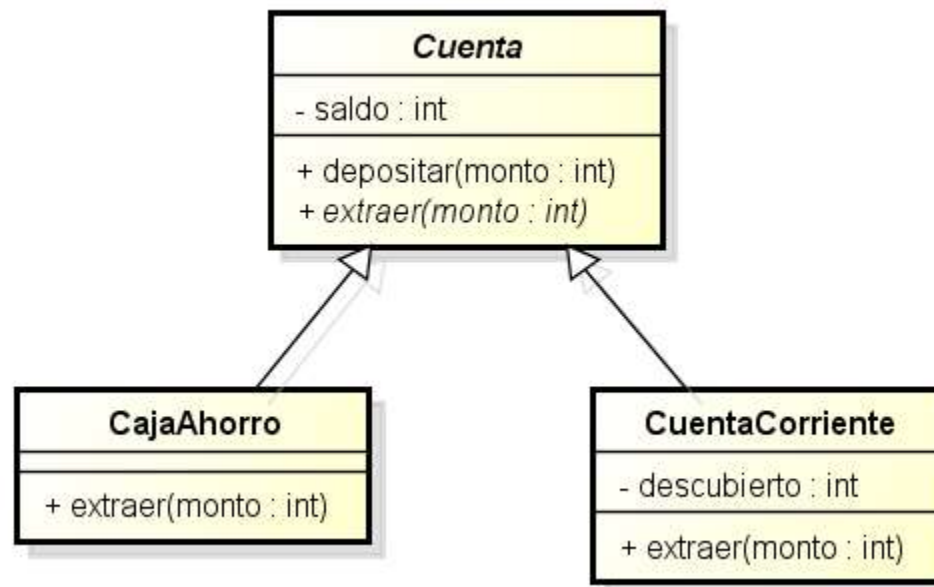 Cuenta
- saldo : int
+ depositar(monto : int)
+ extraer(monto : int)
CajaAhorro
+ extraer(monto : int)
CuentaCorriente
- descubierto : int
+ extraer(monto : int)